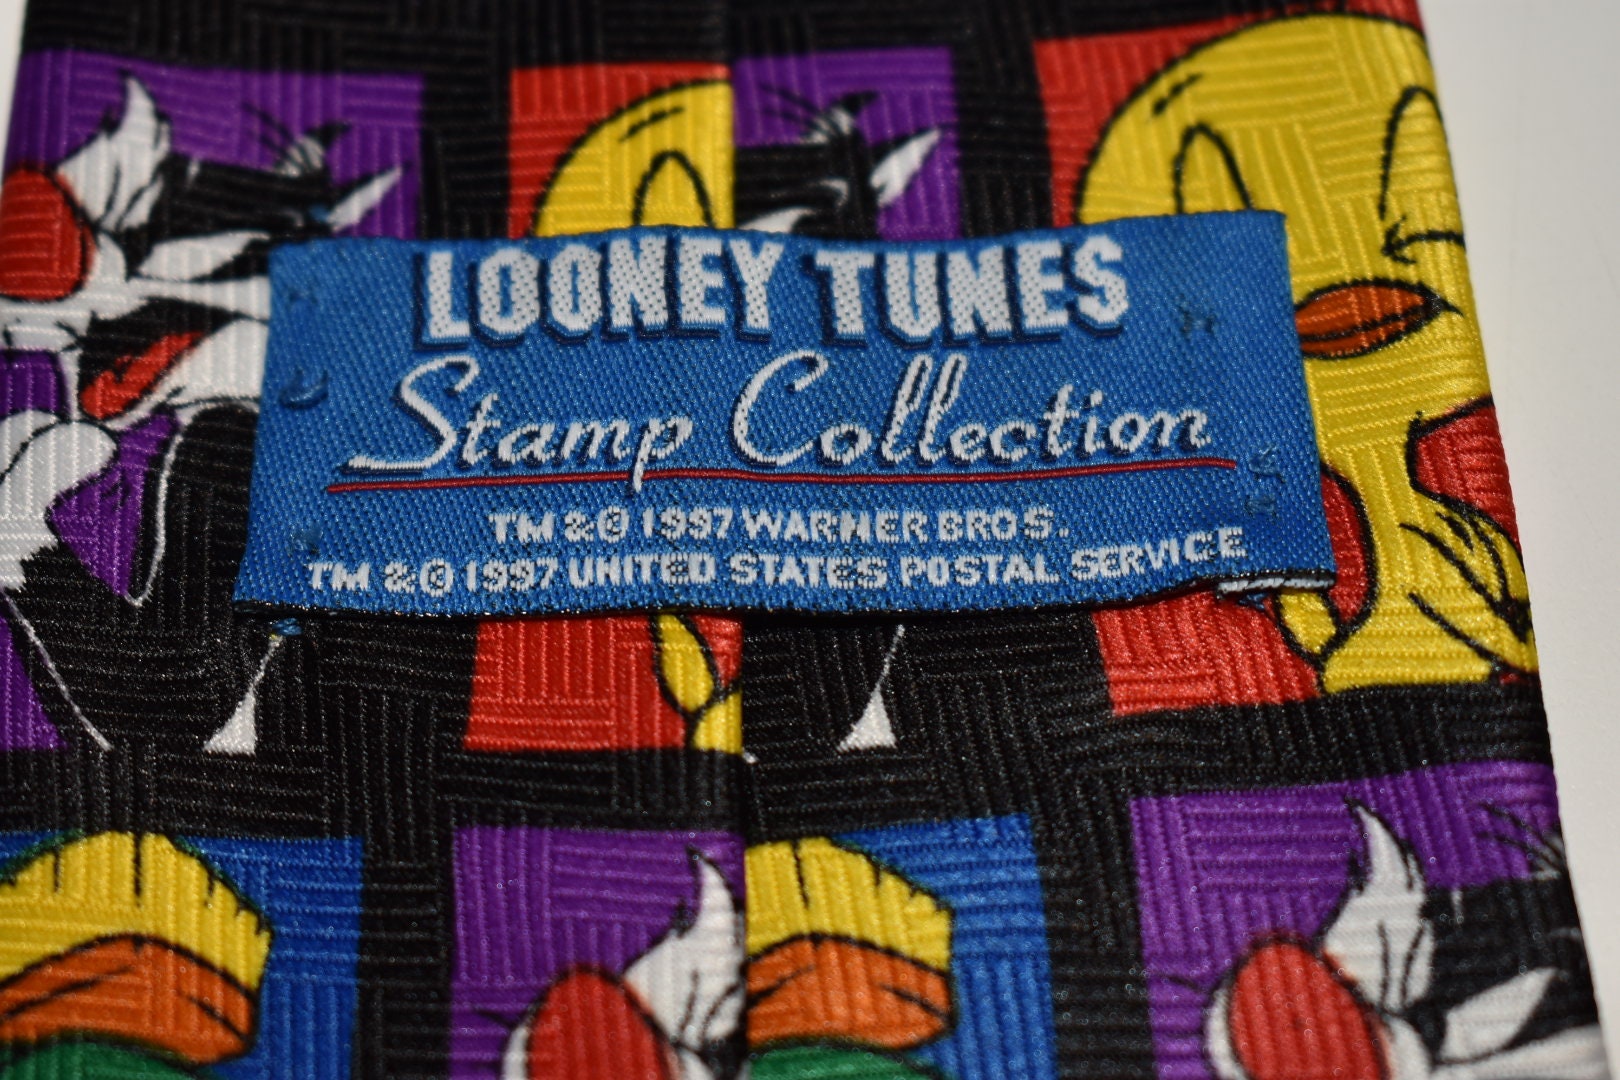 LOONEY TUNES
Stamp Collection
TM & © 1997 WARNER BROS.
TM & © 1997 UNITED STATES POSTAL SERVICE